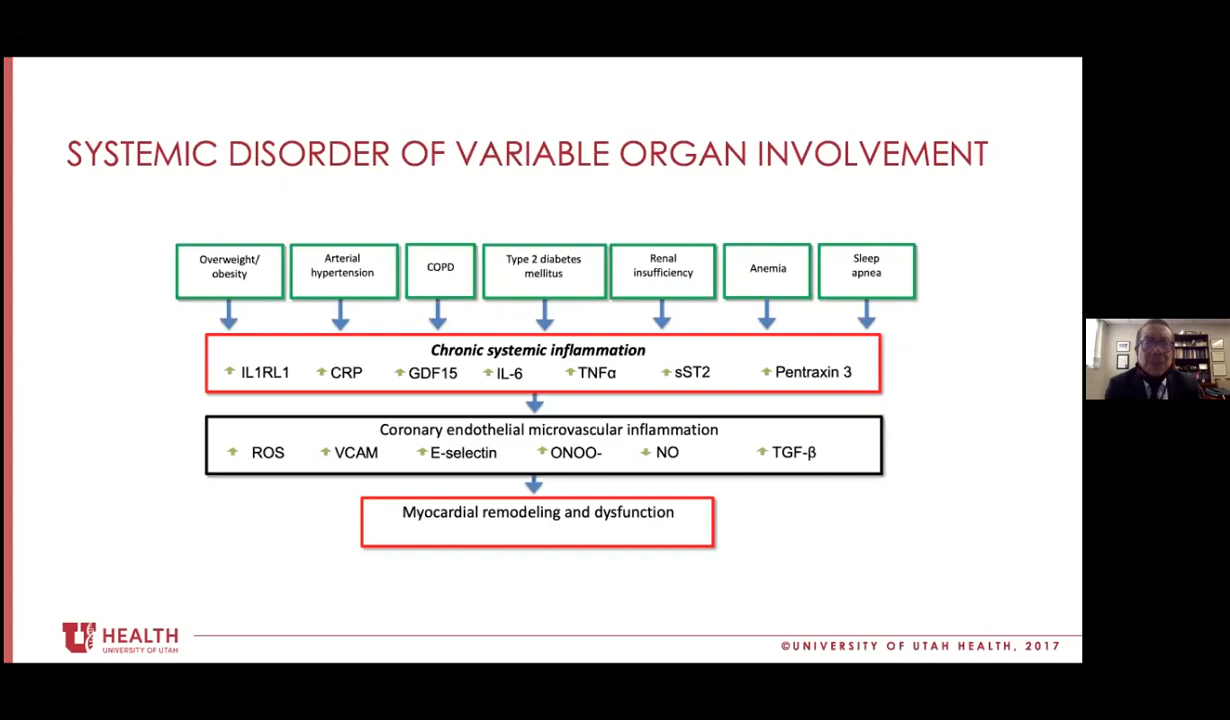 SYSTEMIC DISORDER OF VARIABLE ORGAN INVOLVEMENT
Overweight/
obesity
Arterial
hypertension
COPD
Type 2 diabetes
mellitus
Renal
insufficiency
Anemia
Sleep
apnea
Chronic systemic inflammation
IL1RL1 CRP GDF15 IL-6 TNFα sST2 Pentraxin 3
Coronary endothelial microvascular inflammation
ROS VCAM E-selectin ONOO- NO TGF-β
Myocardial remodeling and dysfunction
U HEALTH
UNIVERSITY OF UTAH
©UNIVERSITY OF UTAH HEALTH, 2017